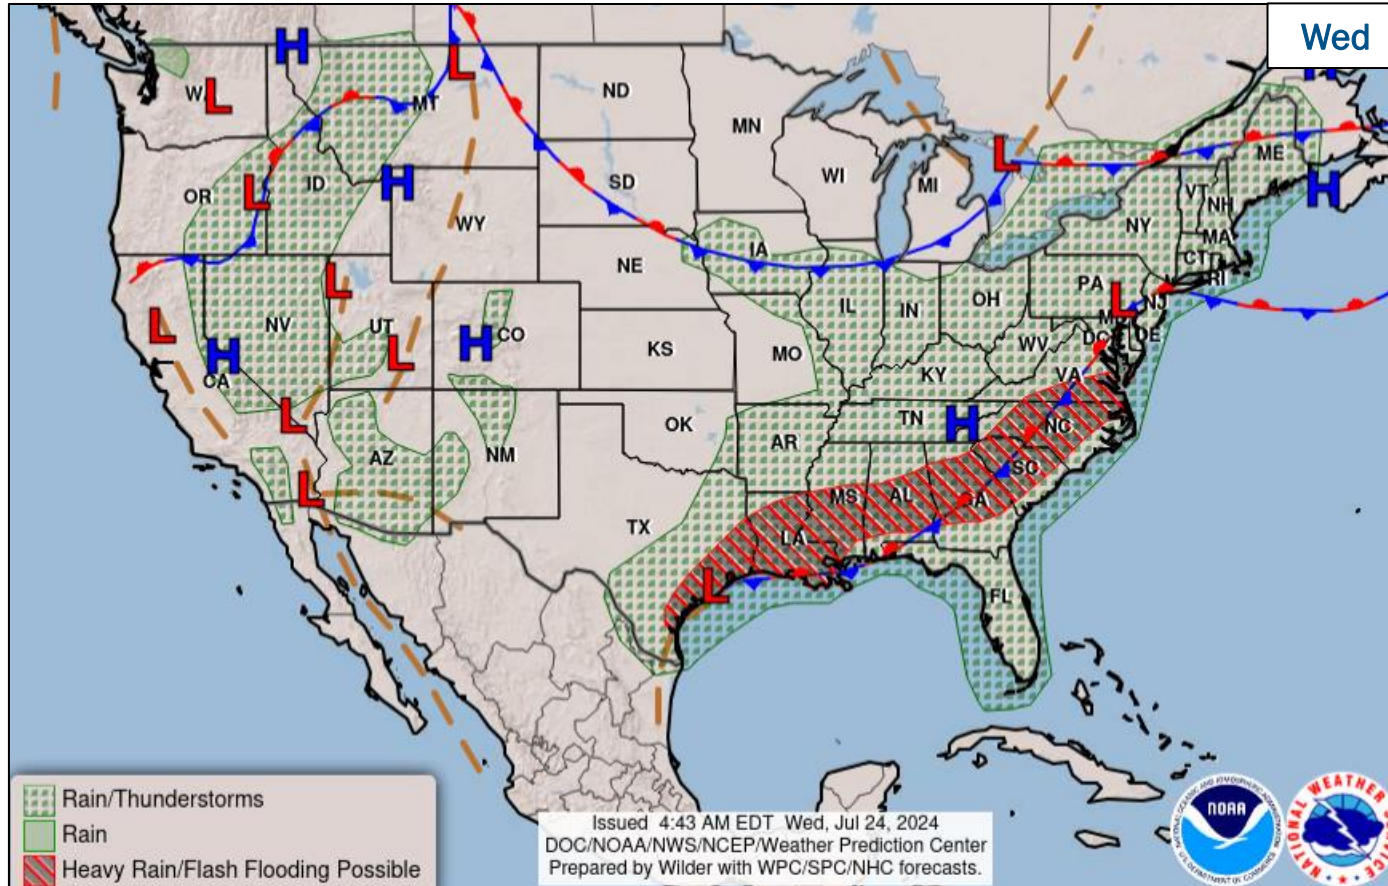 Wed
H
H
L
W
L
MT
ND
MN
WI
MI
L
ME
H
OR
L
ID
H
SD
WY
VT
NH
NY
MA
CT
RI
IA
NE
L
L
NV
UT
L
H
CA
H
CO
IL
IN
OH
PA
L
NJ
DE
DC
WV
VA
KS
MO
KY
L
AZ
NM
OK
AR
TN
H
NC
SC
L
TX
LA
MS
AL
GA
L
FL
Rain/Thunderstorms
Rain
Heavy Rain/Flash Flooding Possible
Issued 4:43 AM EDT Wed, Jul 24, 2024
DOC/NOAA/NWS/NCEP/Weather Prediction Center
Prepared by Wilder with WPC/SPC/NHC forecasts.
NOAA
NATIONAL WEATHER